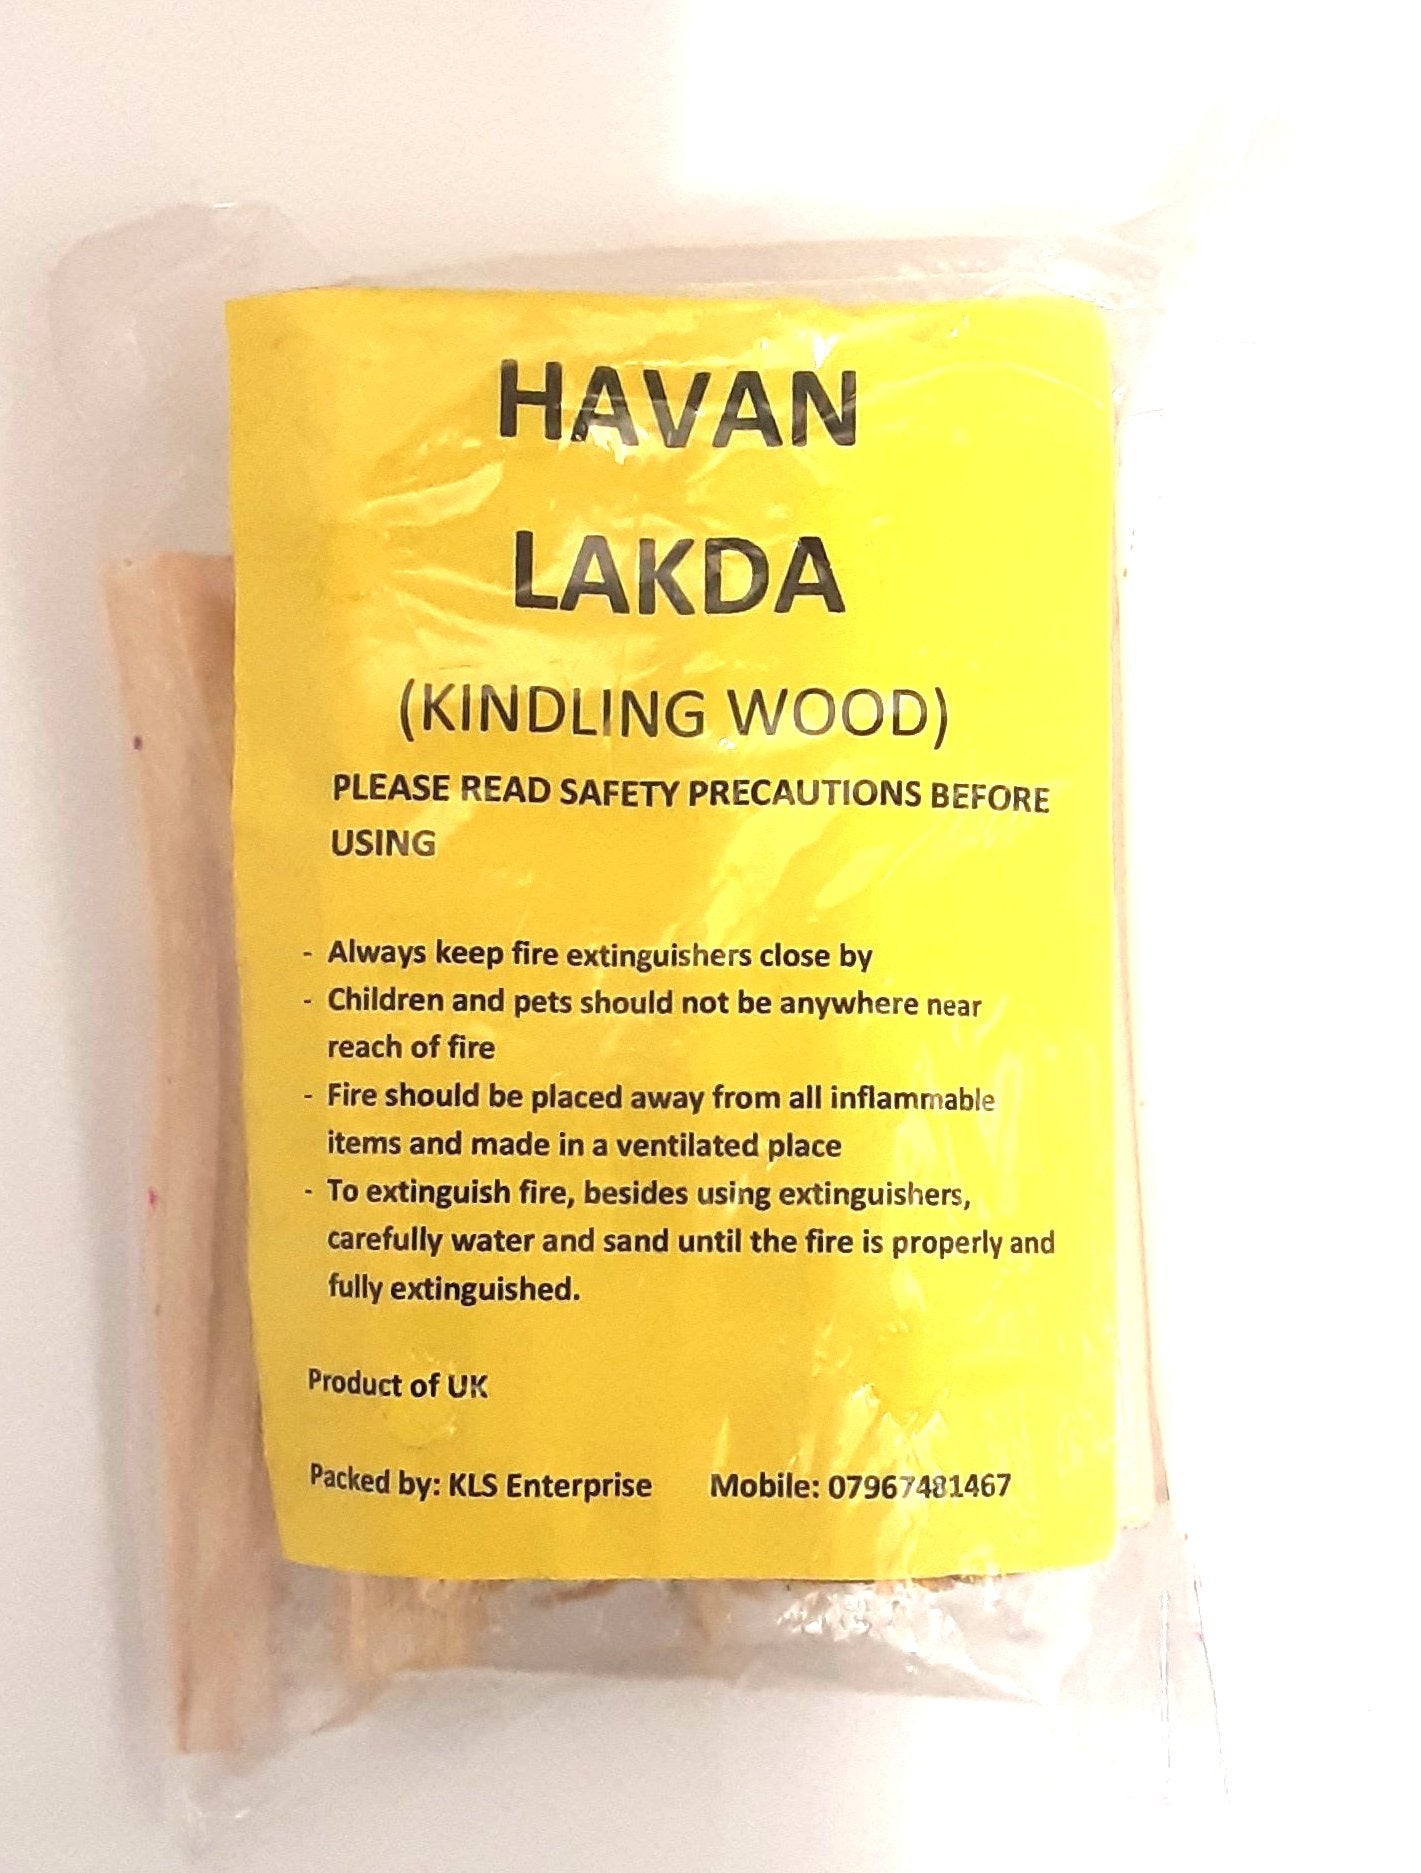 HAVAN
LAKDA
(KINDLING WOOD)
PLEASE READ SAFETY PRECAUTIONS BEFORE
USING
- Always keep fire extinguishers close by
- Children and pets should not be anywhere near
reach of fire
- Fire should be placed away from all inflammable
items and made in a ventilated place
- To extinguish fire, besides using extinguishers,
carefully water and sand until the fire is properly and
fully extinguished.
Product of UK
Packed by: KLS Enterprise Mobile: 07967481467